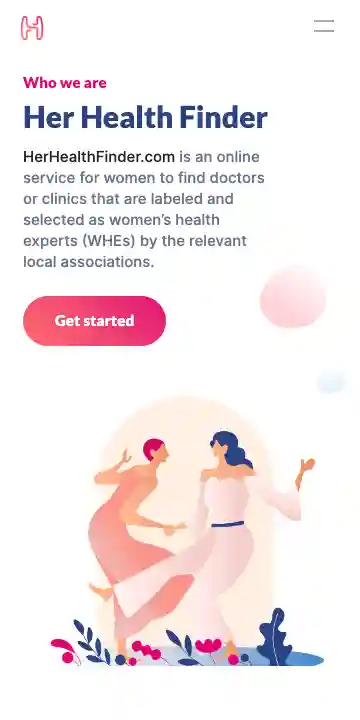 Who we are
Her Health Finder
HerHealthFinder.com is an online
service for women to find doctors
or clinics that are labeled and
selected as women's health
experts (WHEs) by the relevant
local associations.
Get started